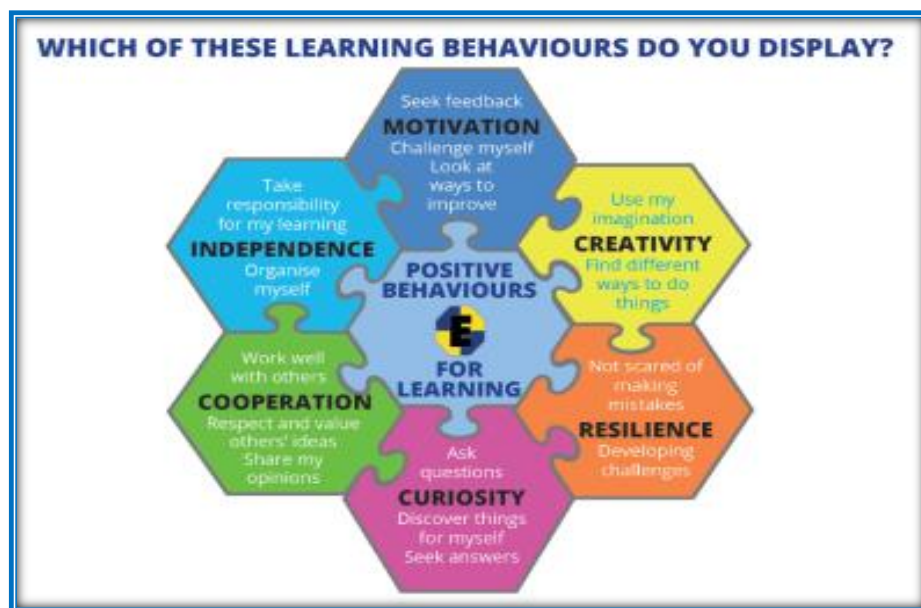 WHICH OF THESE LEARNING BEHAVIOURS DO YOU DISPLAY?
Seek feedback
MOTIVATION
Challenge myself
Look at
ways to
improve
Take
responsibility
for my learning
INDEPENDENCE
Organise
myself
Use my
imagination
CREATIVITY
Find different
ways to do
things
POSITIVE
BEHAVIOURS
E
FOR
LEARNING
Work well
with others
COOPERATION
Respect and value
others' ideas
Share my
opinions
Not scared of
making
mistakes
RESILIENCE
Developing
challenges
Ask
questions
CURIOSITY
Discover things
for myself
Seek answers